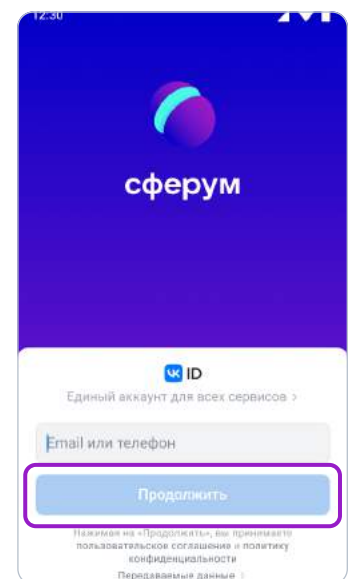 12:30
сферум
VK ID
Единый аккаунт для всех сервисов >
Email или телефон
Продолжить
Нажимая на «Продолжить», вы принимаете
пользовательское соглашение и политику
конфиденциальности
Передаваемые данные